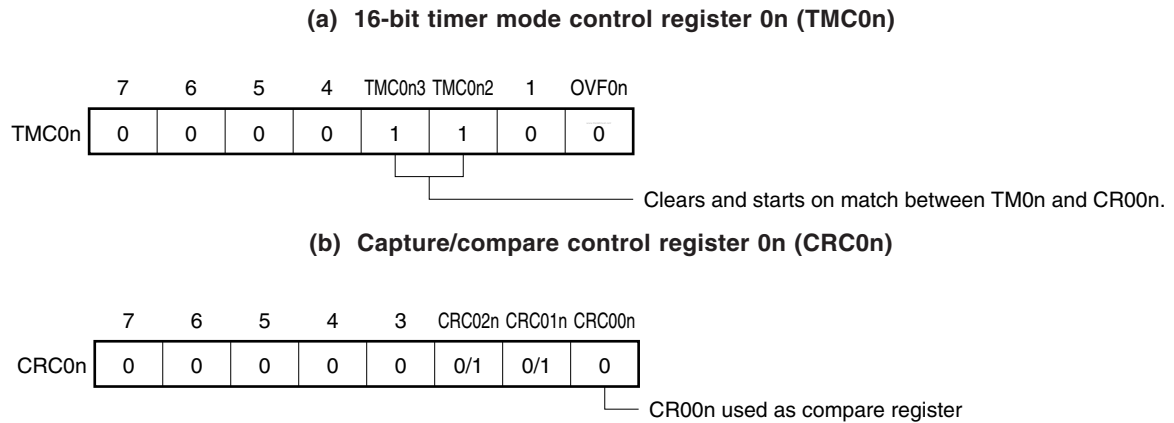 (a) 16-bit timer mode control register 0n (TMC0n)
7 6 5 4 TMC0n3 TMC0n2 1 OVF0n
TMC0n 0 0 0 0 1 1 0 0
Clears and starts on match between TM0n and CR00n.
(b) Capture/compare control register 0n (CRC0n)
7 6 5 4 3 CRC02n CRC01n CRC00n
CRC0n 0 0 0 0 0 0/1 0/1 0
CR00n used as compare register